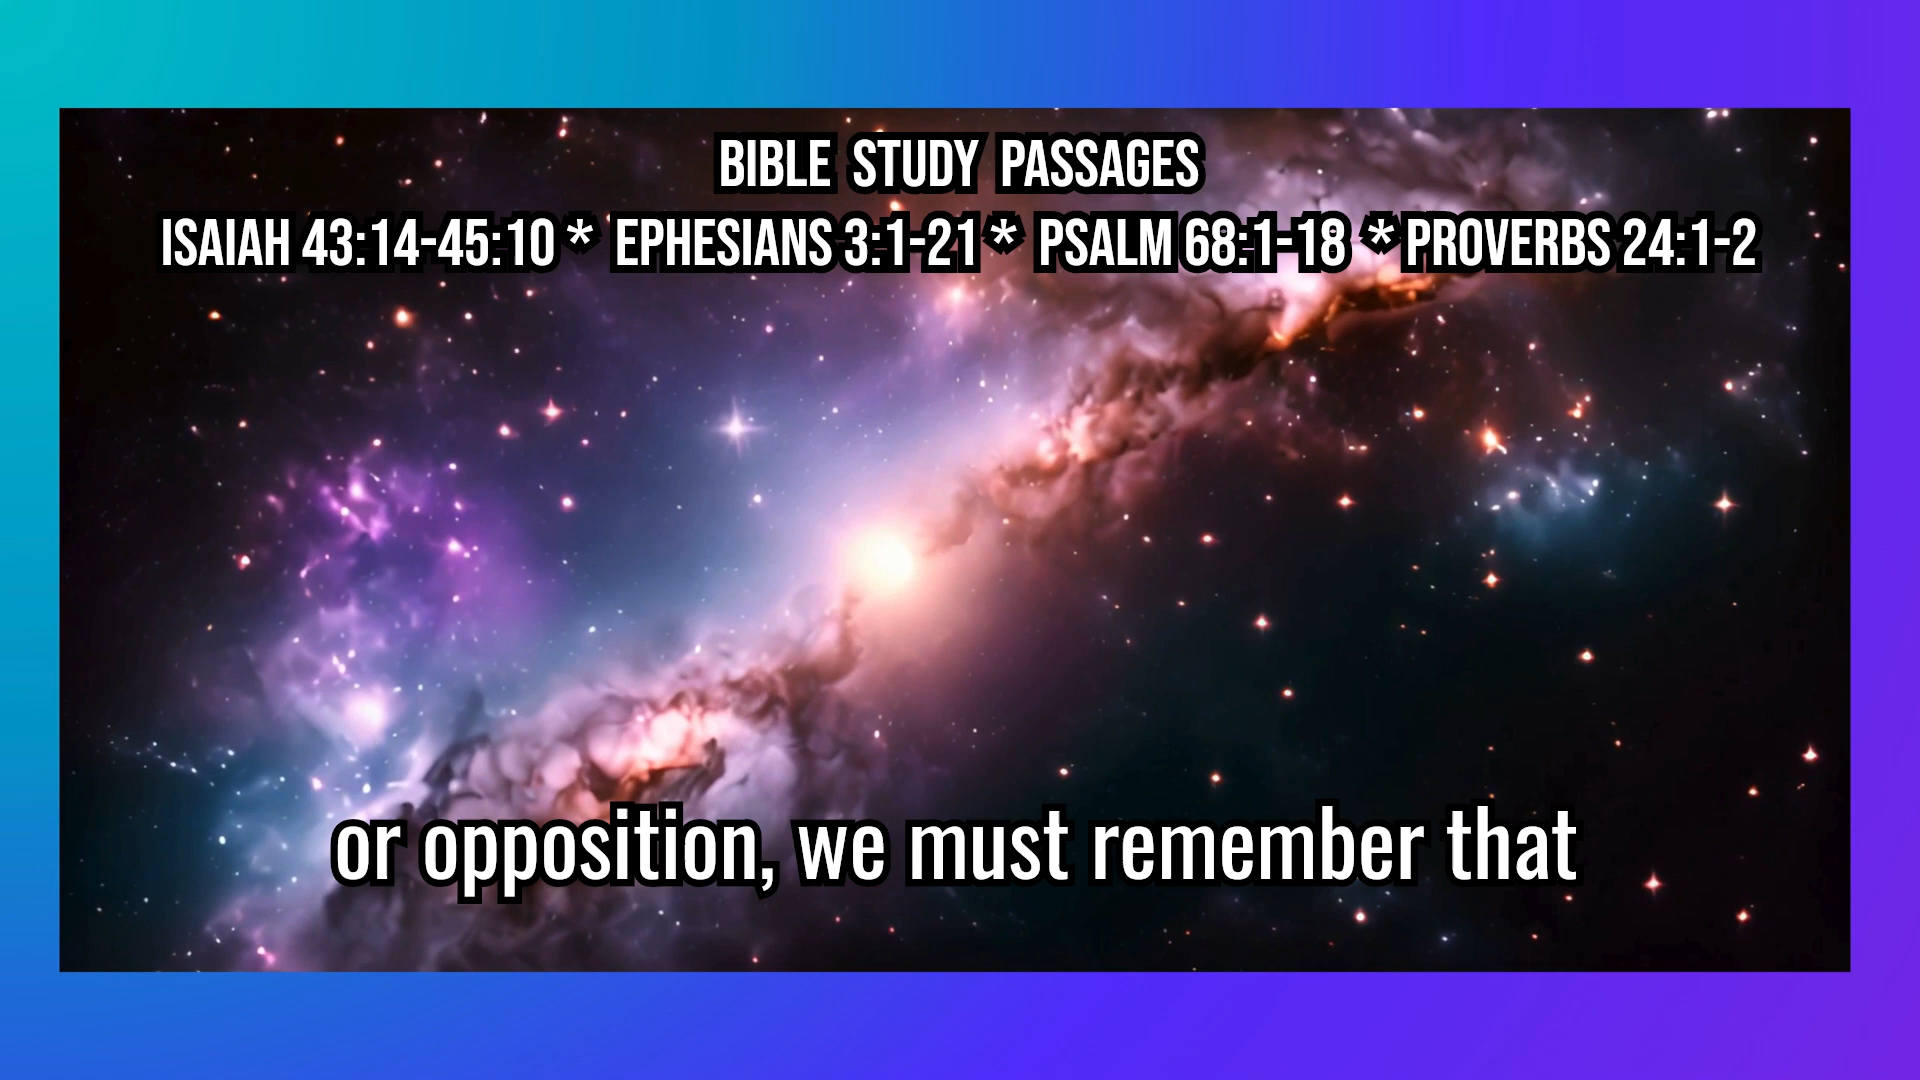 BIBLE STUDY PASSAGES
ISAIAH 43:14-45:10 * EPHESIANS 3:1-21 * PSALM 68:1-18 * PROVERBS 24:1-2
or opposition, we must remember that